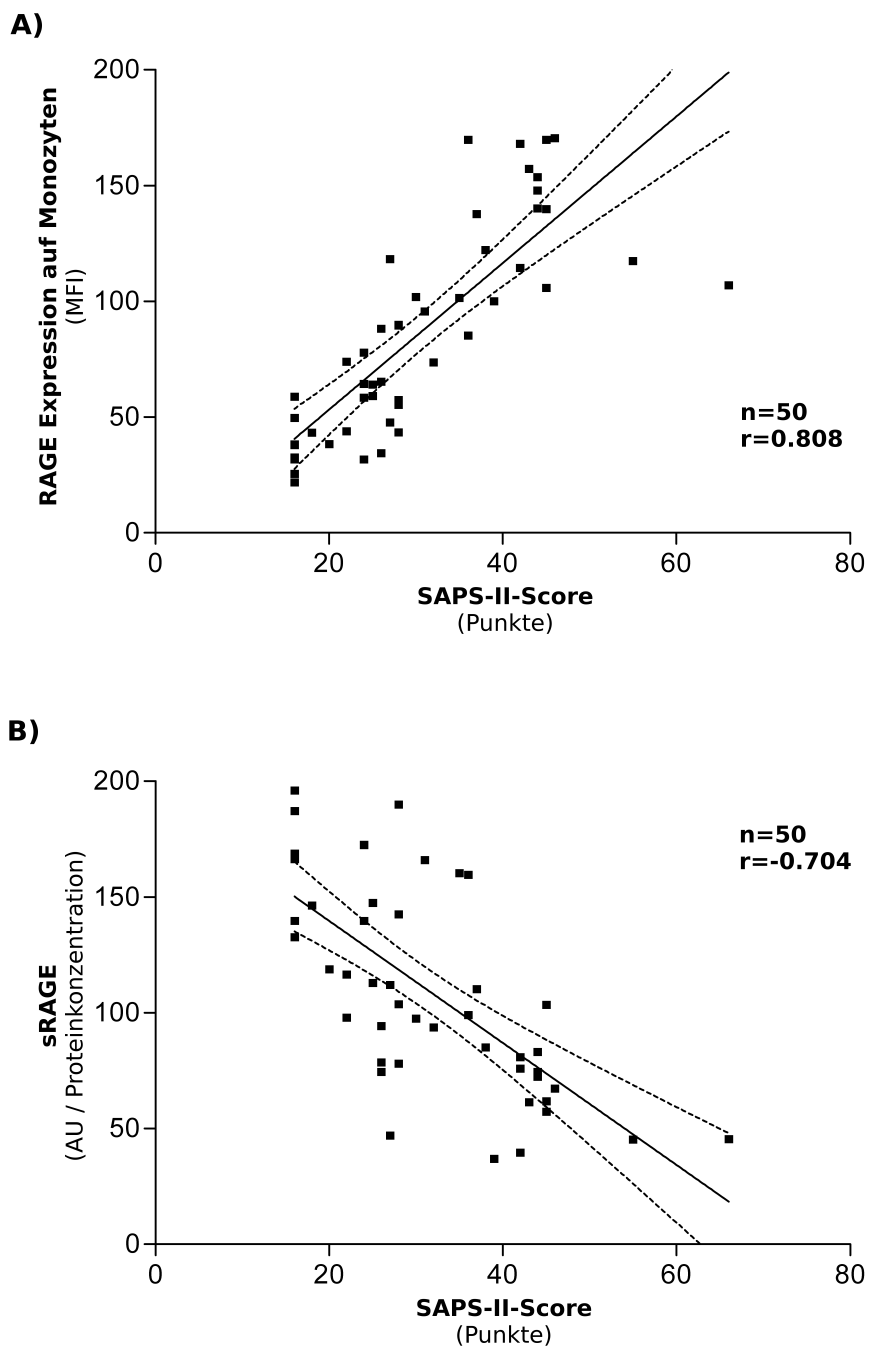 A)
200
150
100
50
0
RAGE Expression auf Monozyten
(MFI)
n=50
r=0.808
0 20 40 60 80
SAPS-II-Score
(Punkte)
B)
200
150
100
50
0
sRAGE
(AU / Proteinkonzentration)
n=50
r=-0.704
0 20 40 60 80
SAPS-II-Score
(Punkte)